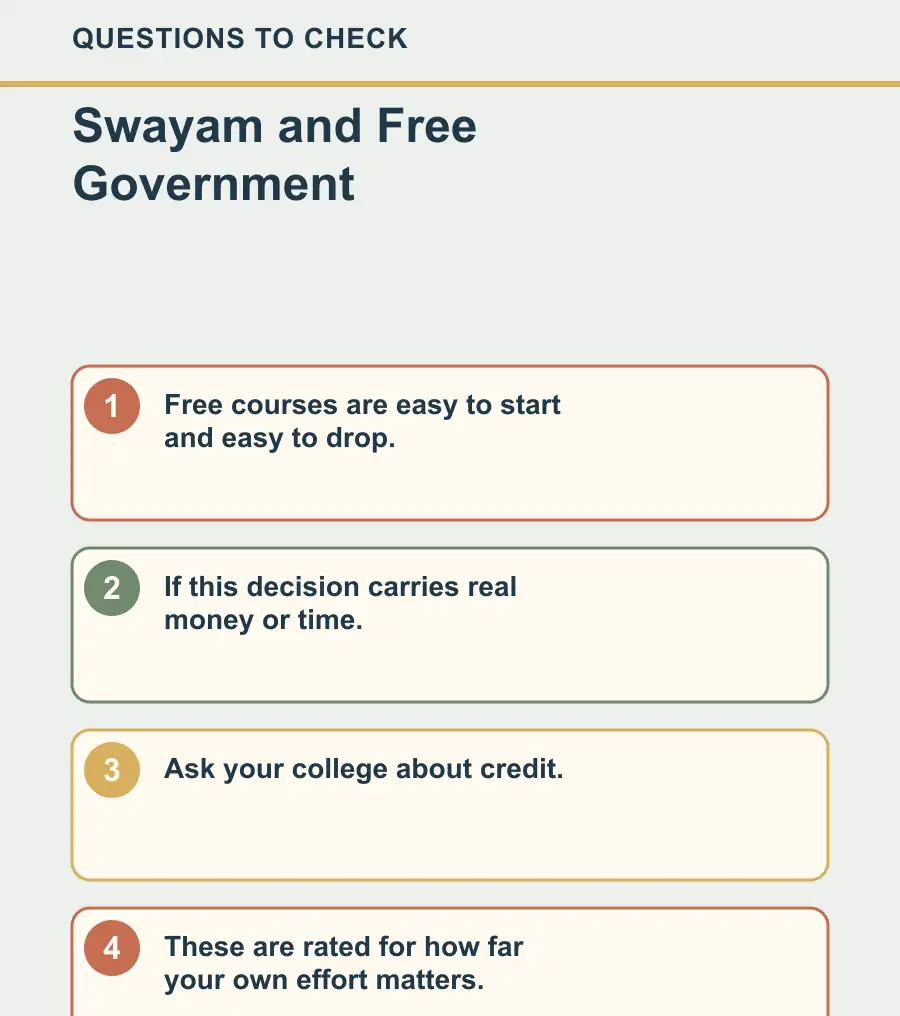 QUESTIONS TO CHECK
Swayam and Free
Government
1
Free courses are easy to start
and easy to drop.
2
If this decision carries real
money or time.
3
Ask your college about credit.
4
These are rated for how far
your own effort matters.